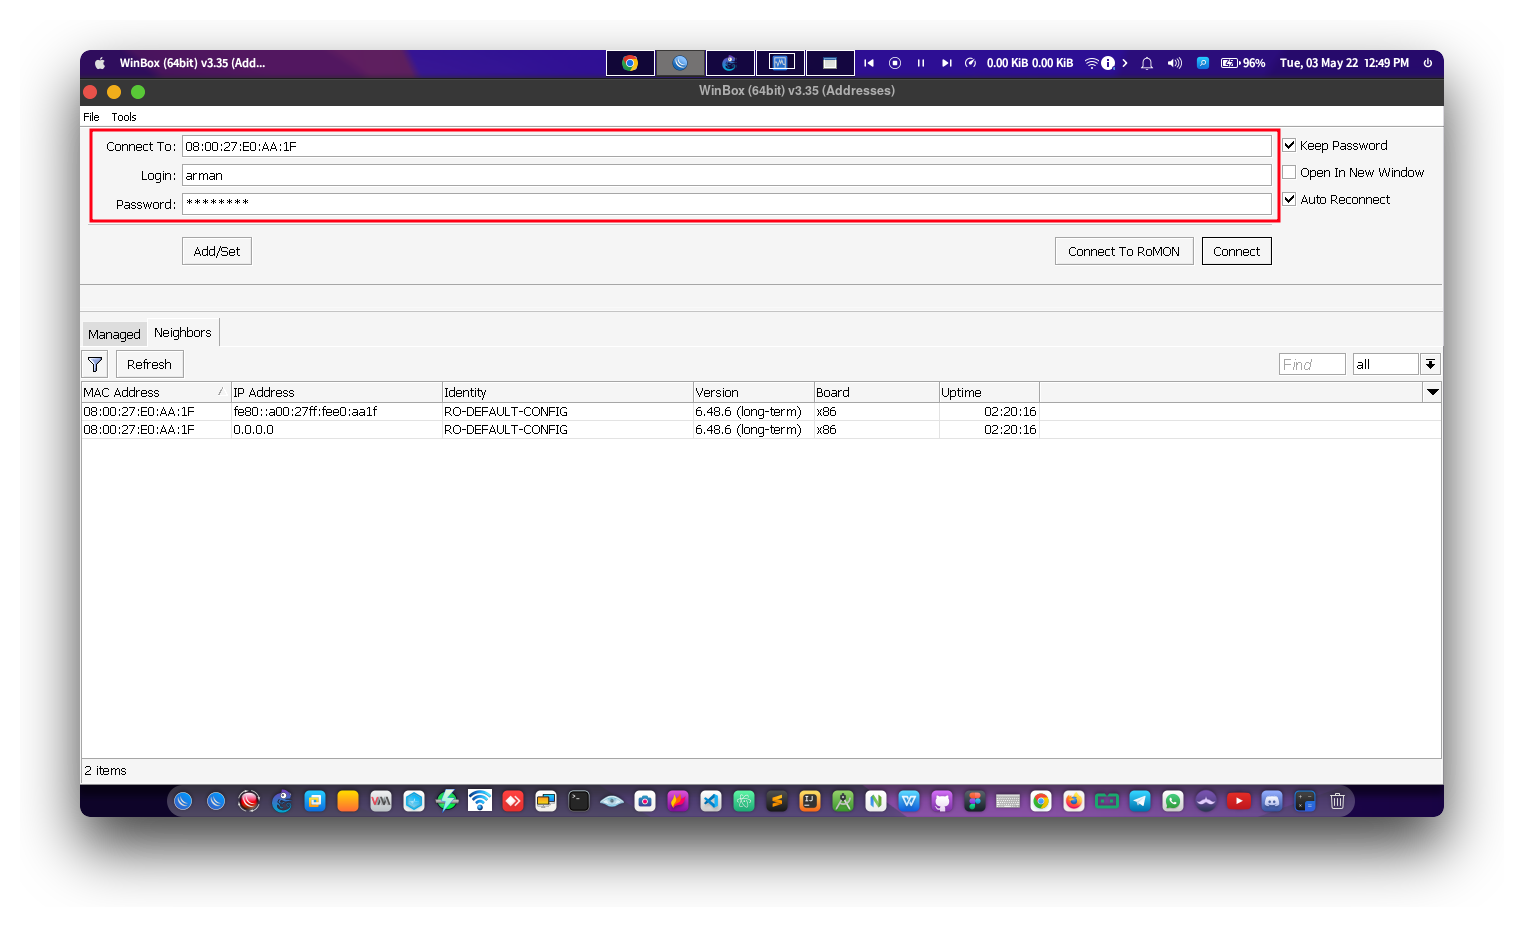 WinBox (64bit) v3.35 (Add... 0.00 KiB 0.00 KiB 96% Tue, 03 May 22 12:49 PM
WinBox (64bit) v3.35 (Addresses)
File Tools
Connect To: 08:00:27:E0:AA:1F Keep Password
Login: arman Open In New Window
Password: ******** Auto Reconnect
Add/Set Connect To RoMON Connect
Managed Neighbors
Refresh Find all
MAC Address IP Address Identity Version Board Uptime
08:00:27:E0:AA:1F fe80::a00:27ff:fee0:aa1f RO-DEFAULT-CONFIG 6.48.6 (long-term) x86 02:20:16
08:00:27:E0:AA:1F 0.0.0.0 RO-DEFAULT-CONFIG 6.48.6 (long-term) x86 02:20:16
2 items